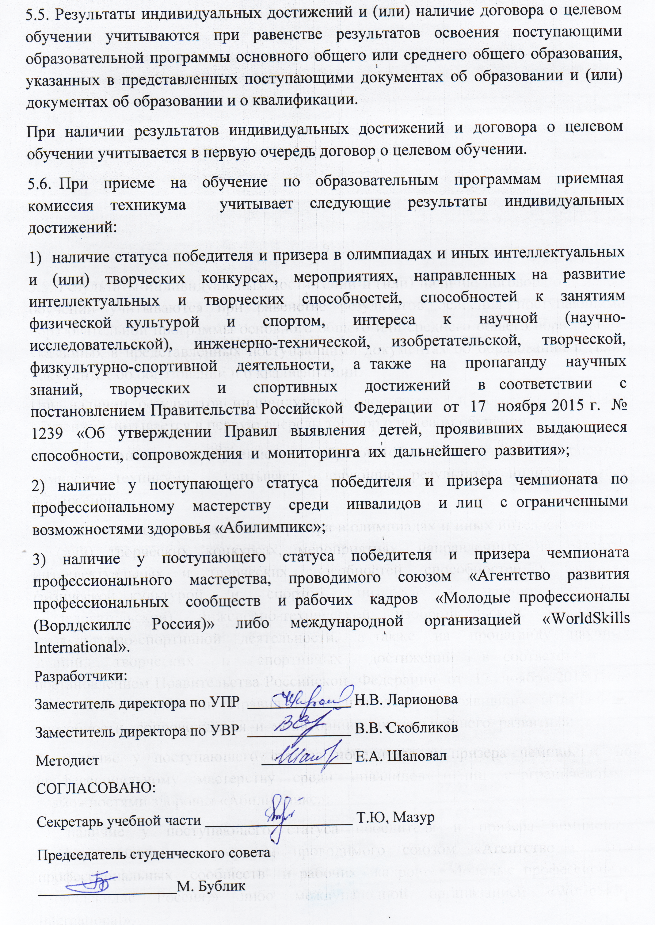 5.5. Результаты индивидуальных достижений и (или) наличие договора о целевом
обучении учитываются при равенстве результатов освоения поступающими
образовательной программы основного общего или среднего общего образования,
указанных в представленных поступающими документах об образовании и (или)
документах об образовании и о квалификации.
При наличии результатов индивидуальных достижений и договора о целевом
обучении учитывается в первую очередь договор о целевом обучении.
5.6. При приеме на обучение по образовательным программам приемная
комиссия техникума учитывает следующие результаты индивидуальных
достижений:
1) наличие статуса победителя и призера в олимпиадах и иных интеллектуальных
и (или) творческих конкурсах, мероприятиях, направленных на развитие
интеллектуальных и творческих способностей, способностей к занятиям
физической культурой и спортом, интереса к научной (научно-
исследовательской), инженерно-технической, изобретательской, творческой,
физкультурно-спортивной деятельности, а также на пропаганду научных
знаний, творческих и спортивных достижений в соответствии с
постановлением Правительства Российской Федерации от 17 ноября 2015 г. №
1239 «Об утверждении Правил выявления детей, проявивших выдающиеся
способности, сопровождения и мониторинга их дальнейшего развития»;
2) наличие у поступающего статуса победителя и призера чемпионата по
профессиональному мастерству среди инвалидов и лиц с ограниченными
возможностями здоровья «Абилимпикс»;
3) наличие у поступающего статуса победителя и призера чемпионата
профессионального мастерства, проводимого союзом «Агентство развития
профессиональных сообществ и рабочих кадров «Молодые профессионалы
(Ворлдскиллс Россия)» либо международной организацией «WorldSkills
International».
Разработчики:
Заместитель директора по УПР Н.В. Ларионова
Заместитель директора по УВР В.В. Скобликов
Методист Е.А. Шаповал
СОГЛАСОВАНО:
Секретарь учебной части Т.Ю, Мазур
Председатель студенческого совета
М. Бублик